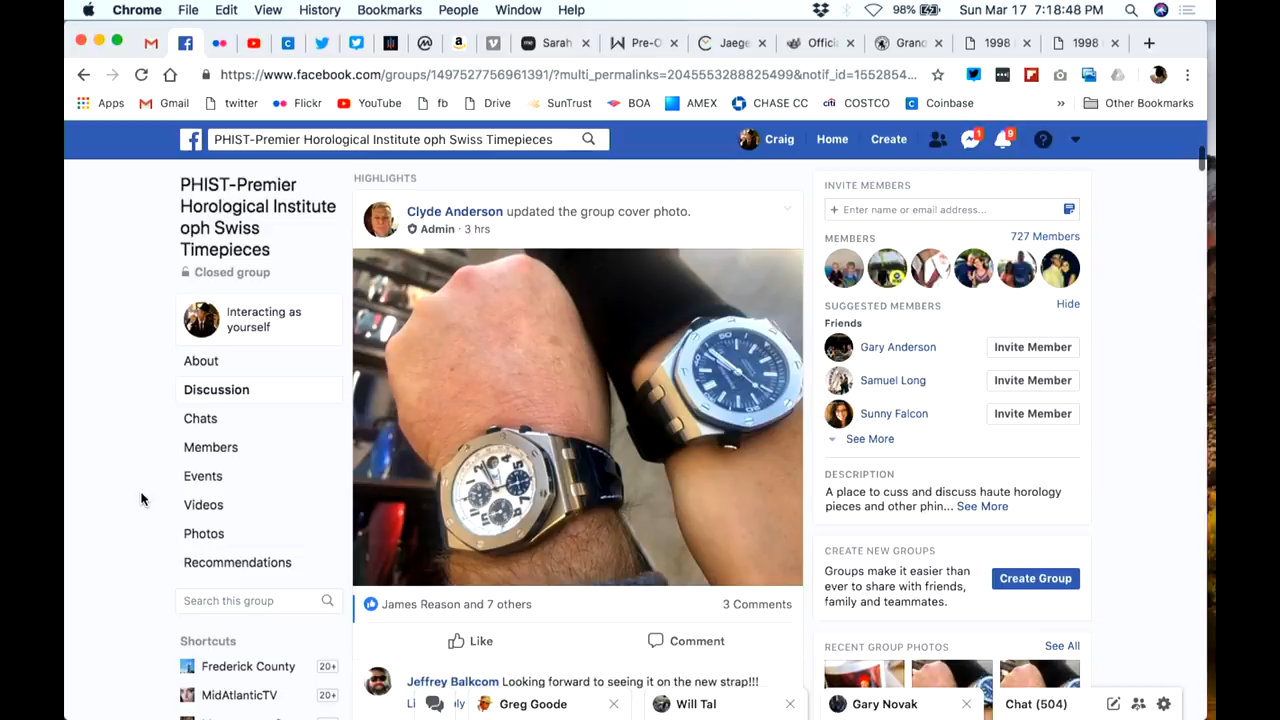 Chrome File Edit View History Bookmarks People Window Help 98% Sun Mar 17 7:18:48 PM
Sarah Pre-O Jaege Offici Grand 1998 1998
https://www.facebook.com/groups/1497527756961391/?multi_permalinks=2045553288825499&notif_id=1552854...
Apps Gmail twitter Flickr YouTube fb Drive SunTrust BOA AMEX CHASE CC COSTCO Coinbase » Other Bookmarks
PHIST-Premier Horological Institute oph Swiss Timepieces Craig Home Create 1 9
PHIST-Premier
Horological Institute
oph Swiss
Timepieces
Closed group
Interacting as
yourself
About
Discussion
Chats
Members
Events
Videos
Photos
Recommendations
Search this group
Shortcuts
Frederick County 20+
MidAtlanticTV 20+
HIGHLIGHTS
Clyde Anderson updated the group cover photo.
Admin · 3 hrs
James Reason and 7 others 3 Comments
Like Comment
Jeffrey Balkcom Looking forward to seeing it on the new strap!!!
INVITE MEMBERS
+ Enter name or email address...
MEMBERS 727 Members
SUGGESTED MEMBERS Hide
Friends
Gary Anderson Invite Member
Samuel Long Invite Member
Sunny Falcon Invite Member
See More
DESCRIPTION
A place to cuss and discuss haute horology
pieces and other phin... See More
CREATE NEW GROUPS
Groups make it easier than
ever to share with friends,
family and teammates.
Create Group
RECENT GROUP PHOTOS See All
Greg Goode Will Tal Gary Novak Chat (504)